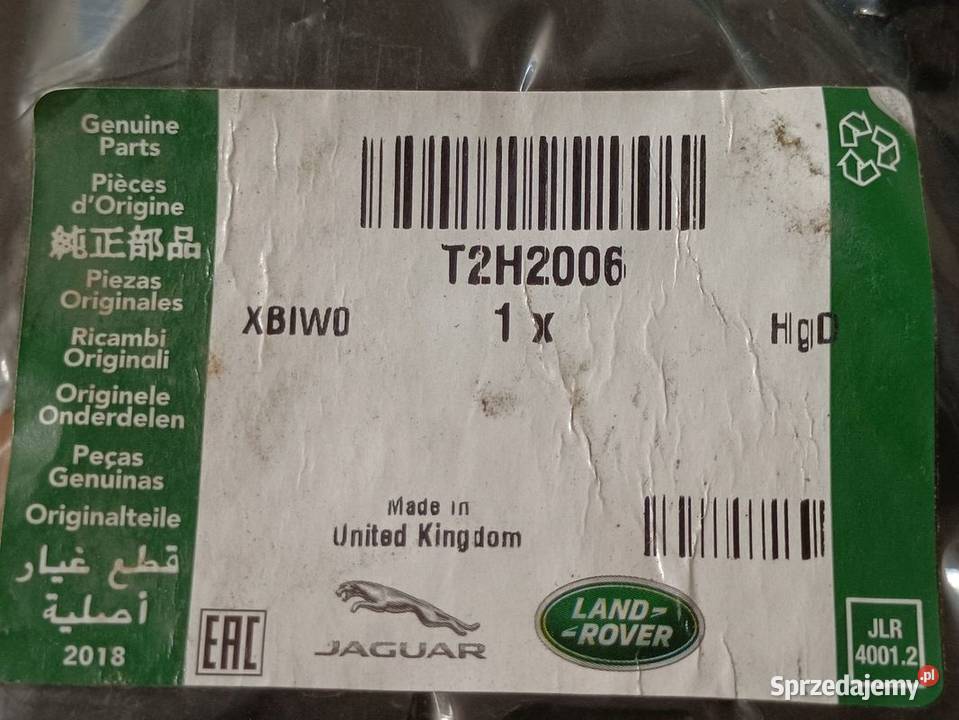 Genuine
Parts
Pièces
d'Origine
純正部品
Piezas
Originales
Ricambi
Originali
Originele
Onderdelen
Peças
Genuinas
Originalteile
قطع غيار
أصلية
2018
T2H2006
XBIW0
1 x
HgD
Made in
United Kingdom
EAC
JAGUAR
LAND-
-ROVER
JLR
4001.2
Sprzedajemy.pl